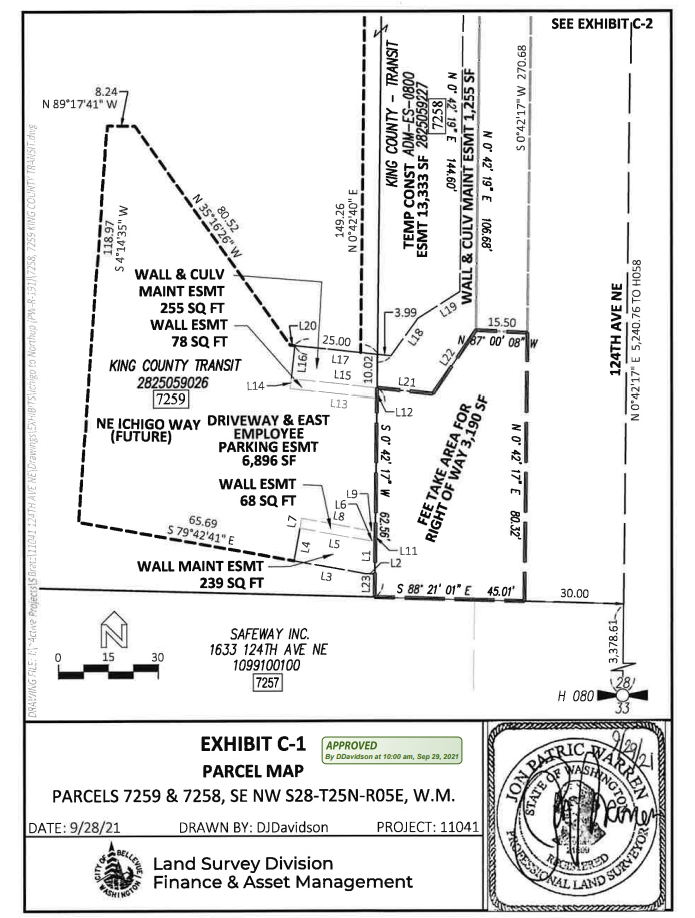 SEE EXHIBIT C-2
8.24
N 89°17'41" W
118.97
S 4°14'35" W
80.52
N 35°16'26" W
149.26
N 0°42'40" E
KING COUNTY - TRANSIT
TEMP CONST ADM-ES-0800
ESMT 13,333 SF 2825059227
7258
N 0° 42' 19" E 144.60'
WALL & CULV MAINT ESMT 1,255 SF
N 0° 42' 19" E 106.68'
S 0°42'17" W 270.68
124TH AVE NE
N 0°42'17" E 5,240.76 TO H058
WALL & CULV
MAINT ESMT
255 SQ FT
WALL ESMT
78 SQ FT
L20
25.00
3.99
L18
L19
15.50
N 87° 00' 08" W
L16
L17
L15
10.02
L14
L13
L21
L22
L12
KING COUNTY TRANSIT
2825059026
7259
NE ICHIGO WAY
(FUTURE)
DRIVEWAY & EAST
EMPLOYEE
PARKING ESMT
6,896 SF
S 0° 42' 17" W 62.56'
FEE TAKE AREA FOR
RIGHT OF WAY 3,190 SF
N 0° 42' 17" E 80.32'
WALL ESMT
68 SQ FT
L9
L6
L8
L7
L5
L4
L1
L11
L2
L3
L23
65.69
S 79°42'41" E
WALL MAINT ESMT
239 SQ FT
S 88° 21' 01" E 45.01'
30.00
3,378.61
N
0 15 30
SAFEWAY INC.
1633 124TH AVE NE
1099100100
7257
H 080
28
33
EXHIBIT C-1
APPROVED
By DDavidson at 10:00 am, Sep 29, 2021
PARCEL MAP
PARCELS 7259 & 7258, SE NW S28-T25N-R05E, W.M.
DATE: 9/28/21 DRAWN BY: DJDavidson PROJECT: 11041
CITY OF BELLEVUE
WASHINGTON
Land Survey Division
Finance & Asset Management
9/29/21
JON PATRIC WARREN
STATE OF WASHINGTON
REGISTERED
PROFESSIONAL LAND SURVEYOR